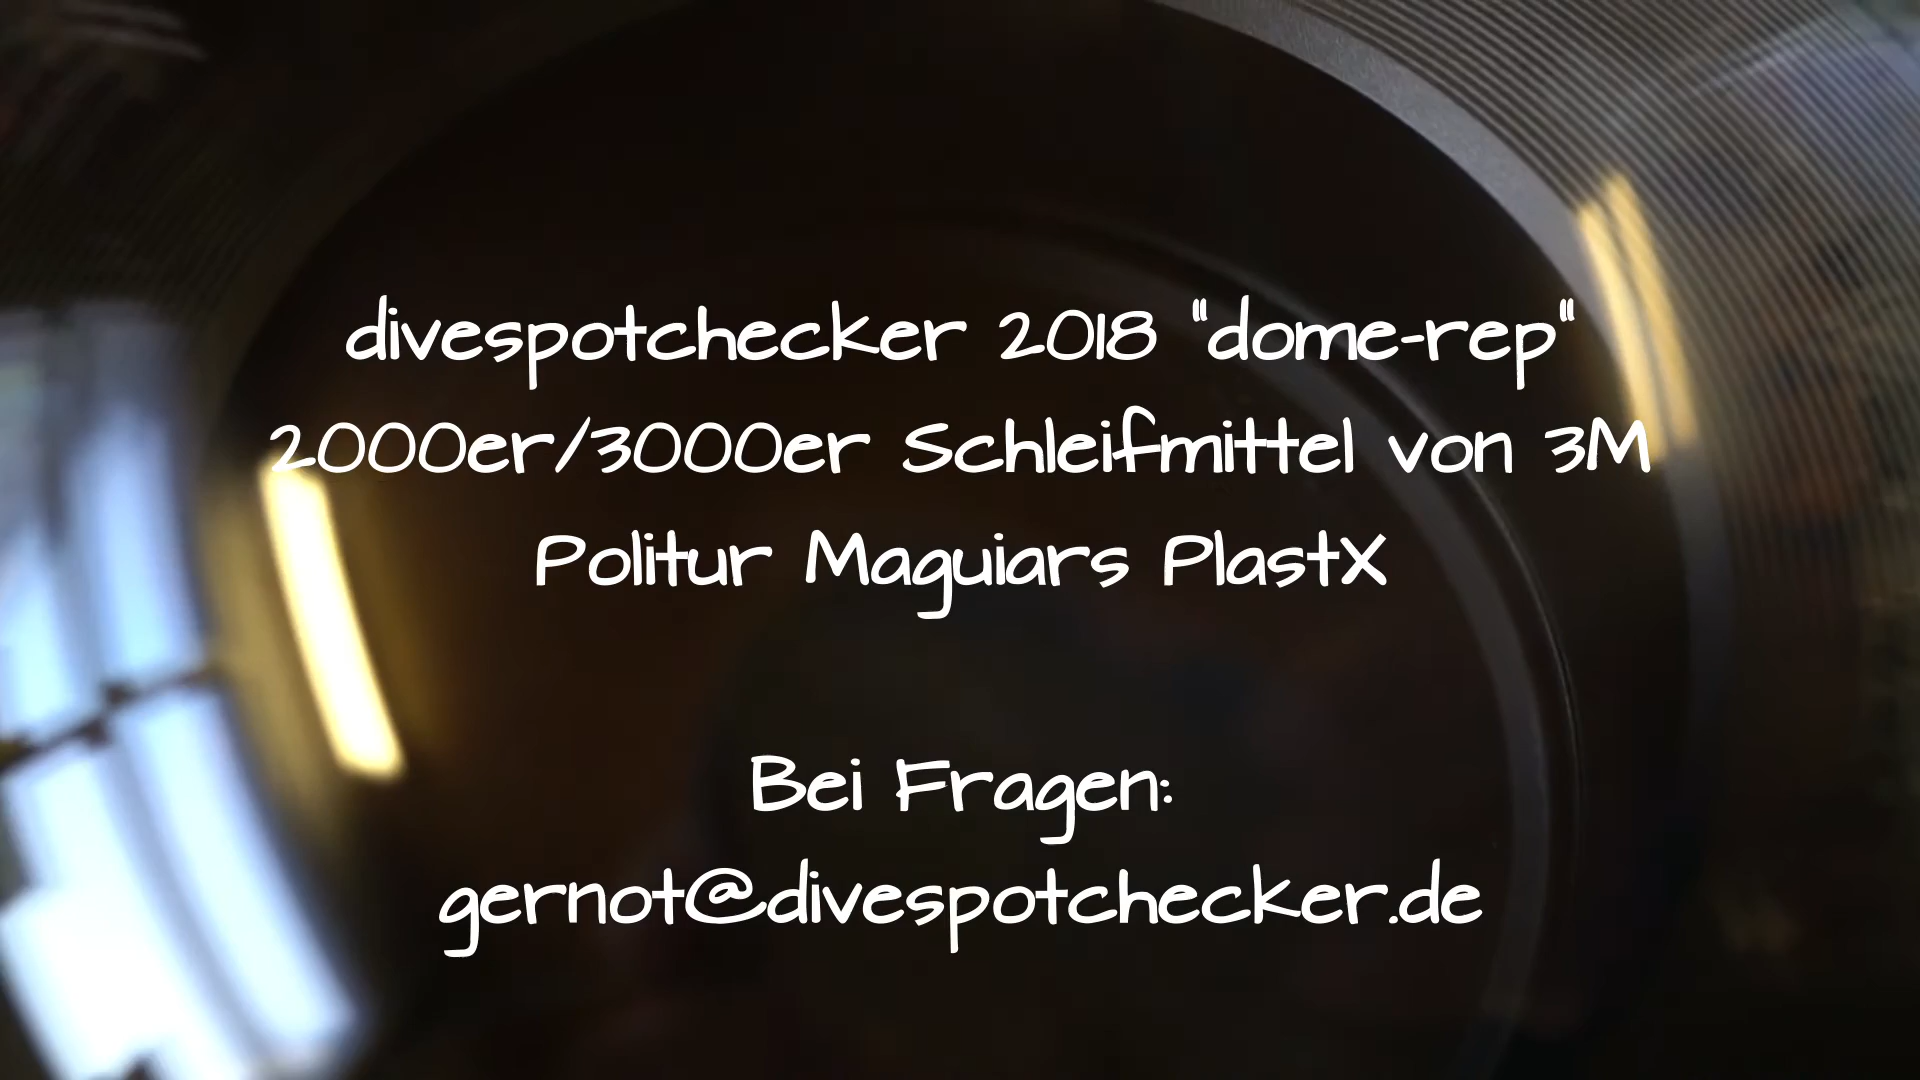 divespotchecker 2018 "dome-rep"
2000er/3000er Schleifmittel von 3M
Politur Maguiars PlastX
Bei Fragen:
gernot@divespotchecker.de